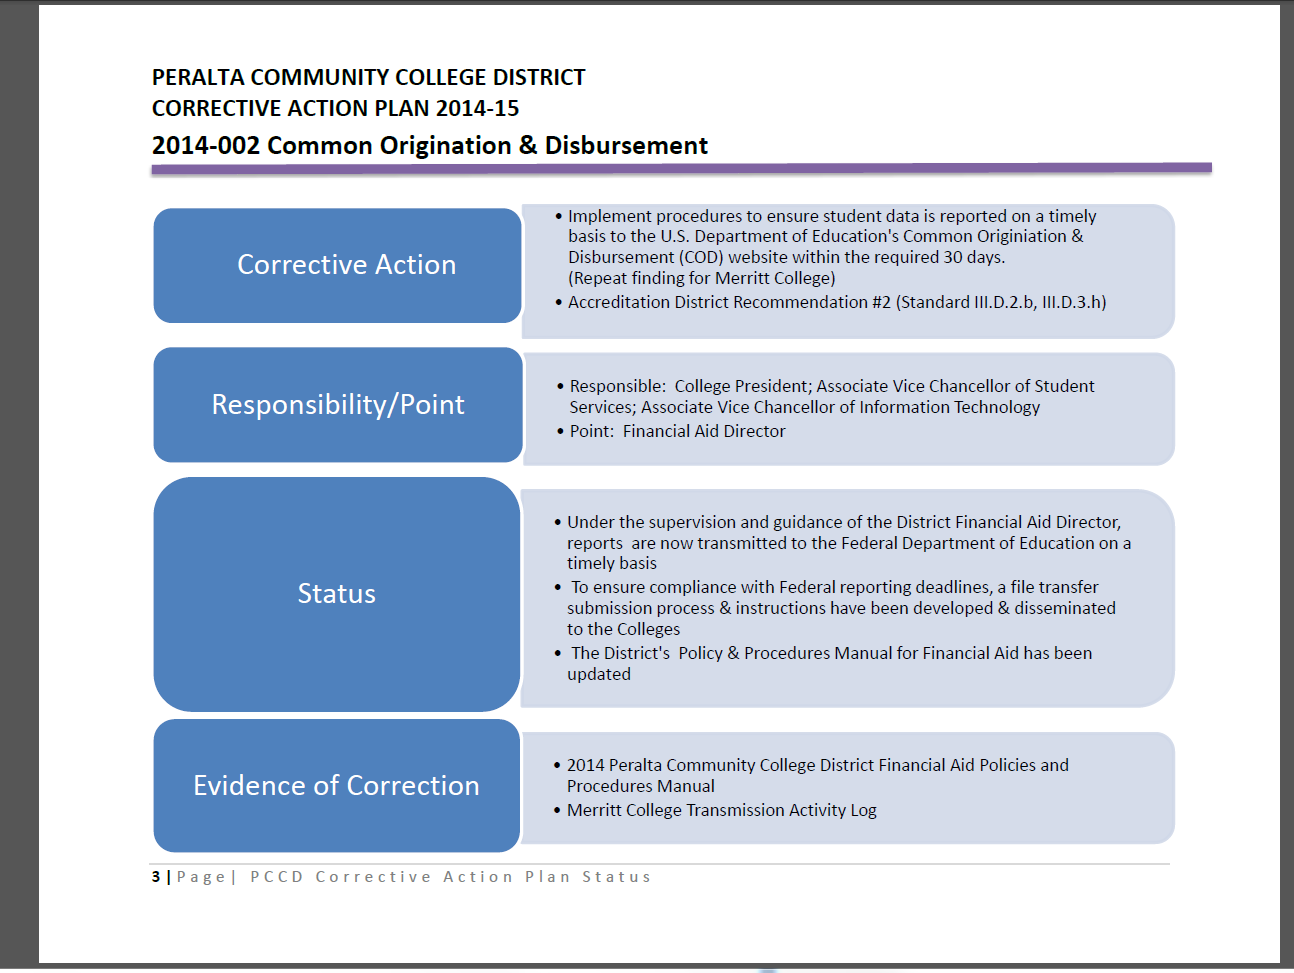 PERALTA COMMUNITY COLLEGE DISTRICT
CORRECTIVE ACTION PLAN 2014-15
2014-002 Common Origination & Disbursement
Corrective Action
• Implement procedures to ensure student data is reported on a timely
basis to the U.S. Department of Education's Common Originiation &
Disbursement (COD) website within the required 30 days.
(Repeat finding for Merritt College)
• Accreditation District Recommendation #2 (Standard III.D.2.b, III.D.3.h)
Responsibility/Point
• Responsible:  College President; Associate Vice Chancellor of Student
Services; Associate Vice Chancellor of Information Technology
• Point:  Financial Aid Director
Status
• Under the supervision and guidance of the District Financial Aid Director,
reports  are now transmitted to the Federal Department of Education on a
timely basis
•  To ensure compliance with Federal reporting deadlines, a file transfer
submission process & instructions have been developed & disseminated
to the Colleges
•  The District's  Policy & Procedures Manual for Financial Aid has been
updated
Evidence of Correction
• 2014 Peralta Community College District Financial Aid Policies and
Procedures Manual
• Merritt College Transmission Activity Log
3 | Page| PCCD Corrective Action Plan Status